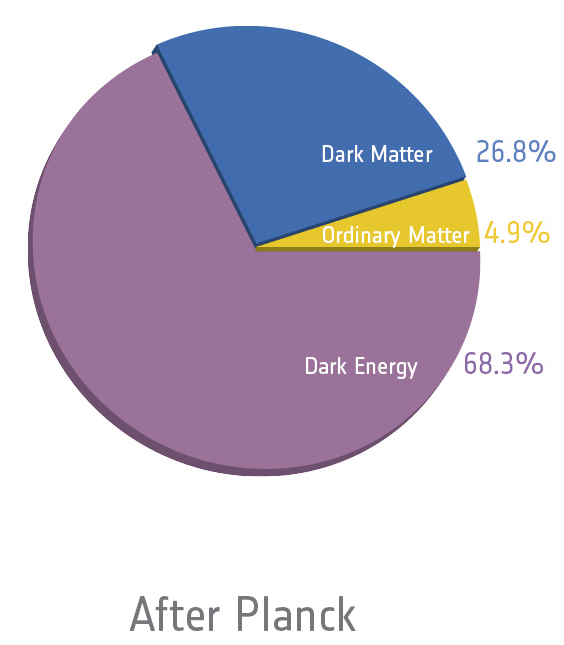 Dark Matter 26.8%
Ordinary Matter 4.9%
Dark Energy 68.3%
After Planck